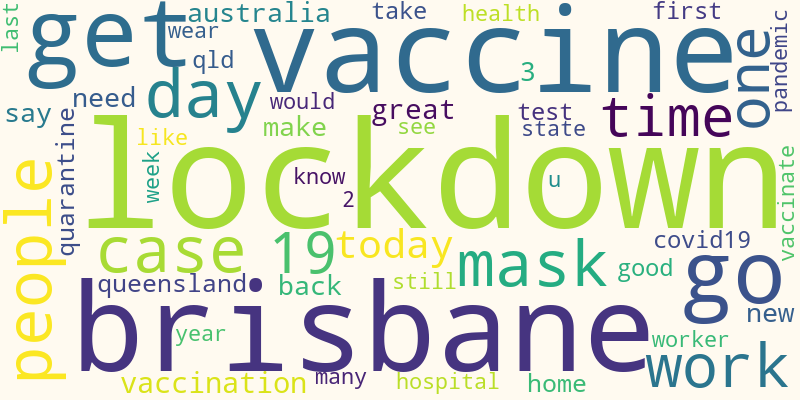 last
get
australia
take
health
first
pandemic
wear
vaccine
one
qld
3
day
need
say
would
great
test
time
make
see
state
quarantine
like
lockdown
week
know
u
2
vaccinate
people
case
19
today
mask
covid19
good
go
queensland
back
still
new
brisbane
year
worker
work
vaccination
many
hospital
home